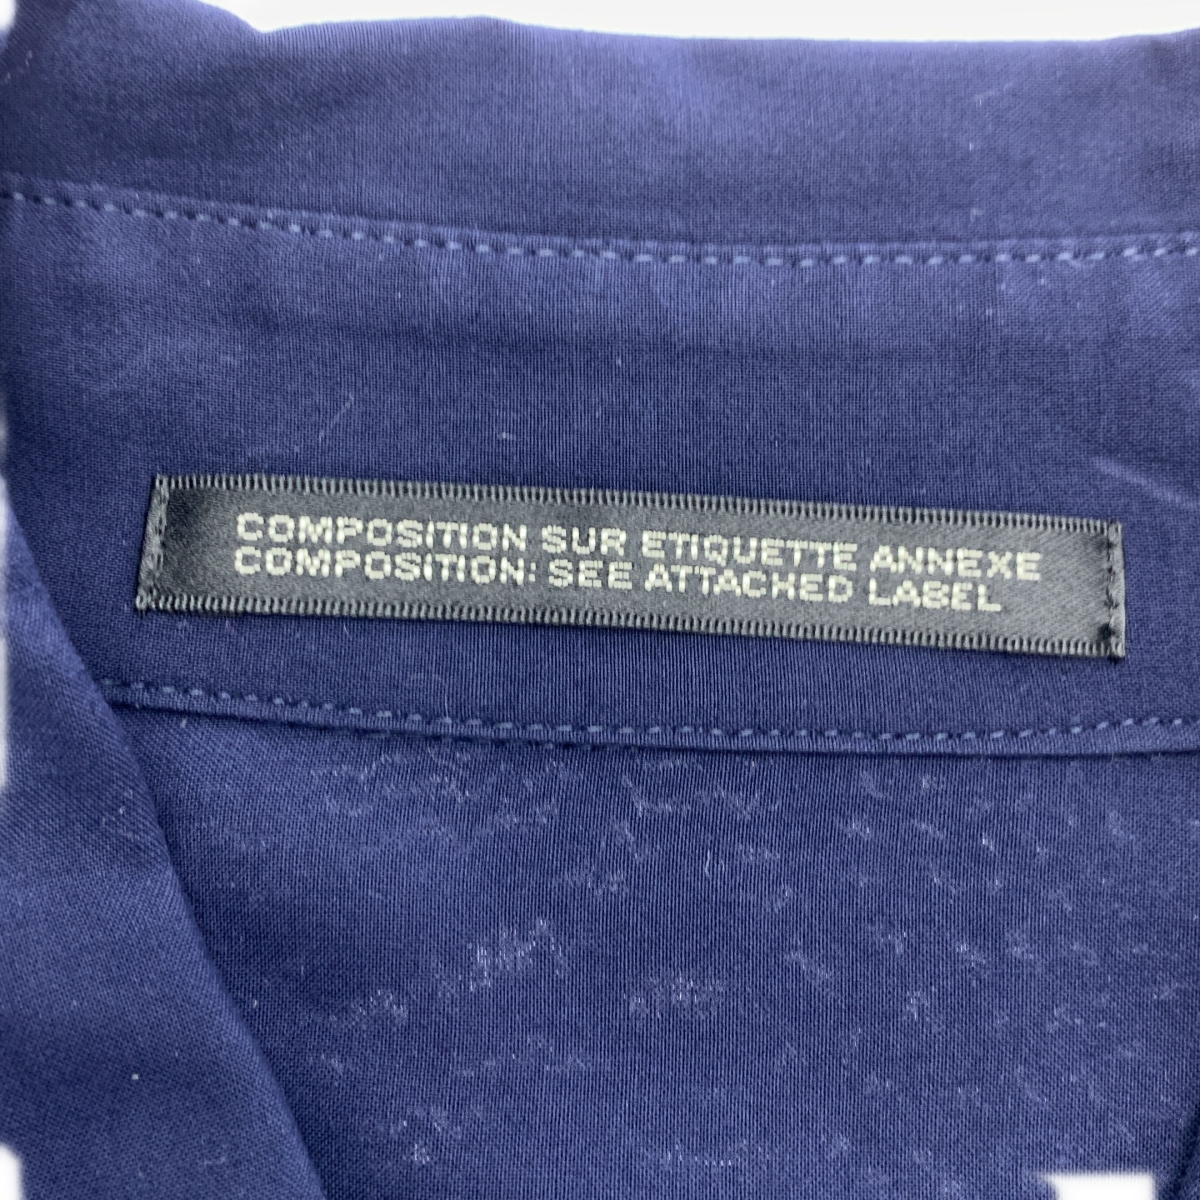 COMPOSITION SUR ETIQUETTE ANNEXE
COMPOSITION: SEE ATTACHED LABEL